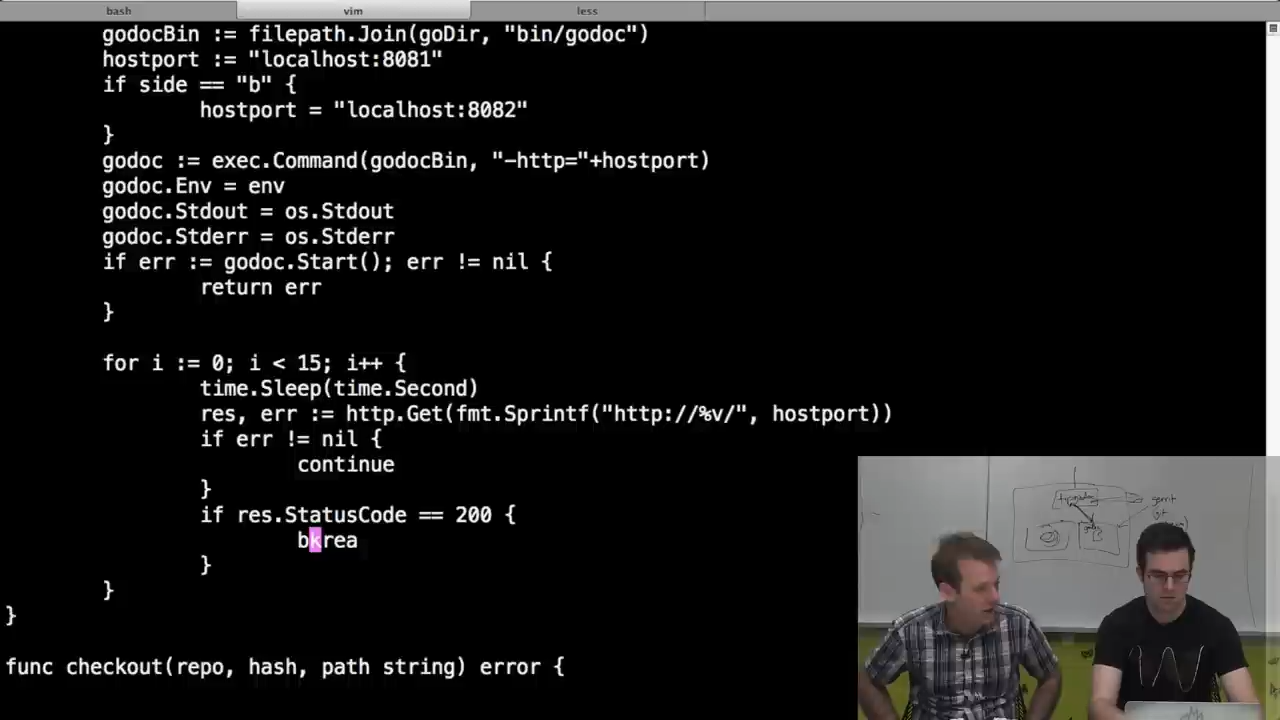 bash vim less
godocBin := filepath.Join(goDir, "bin/godoc")
hostport := "localhost:8081"
if side == "b" {
hostport = "localhost:8082"
}
godoc := exec.Command(godocBin, "-http="+hostport)
godoc.Env = env
godoc.Stdout = os.Stdout
godoc.Stderr = os.Stderr
if err := godoc.Start(); err != nil {
return err
}
for i := 0; i < 15; i++ {
time.Sleep(time.Second)
res, err := http.Get(fmt.Sprintf("http://%v/", hostport))
if err != nil {
continue
}
if res.StatusCode == 200 {
bkrea
}
}
}
func checkout(repo, hash, path string) error {